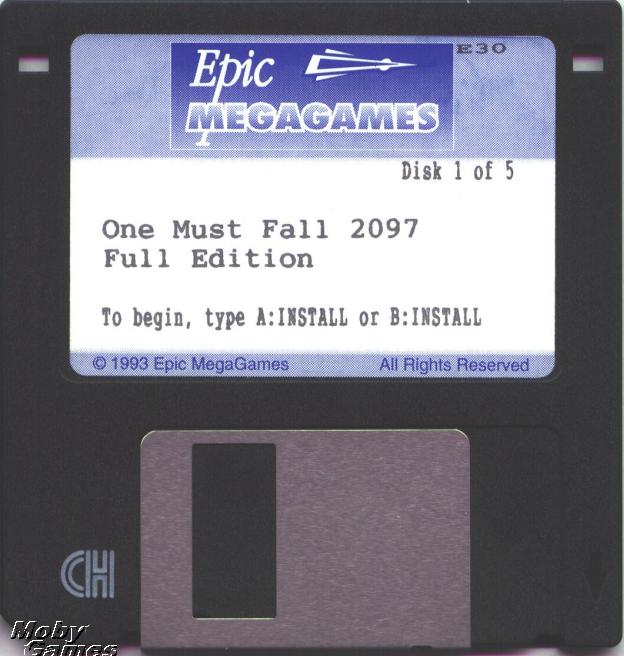 Epic
MEGAGAMES
E30
Disk 1 of 5
One Must Fall 2097
Full Edition
To begin, type A:INSTALL or B:INSTALL
© 1993 Epic MegaGames All Rights Reserved
CH
Moby
Games